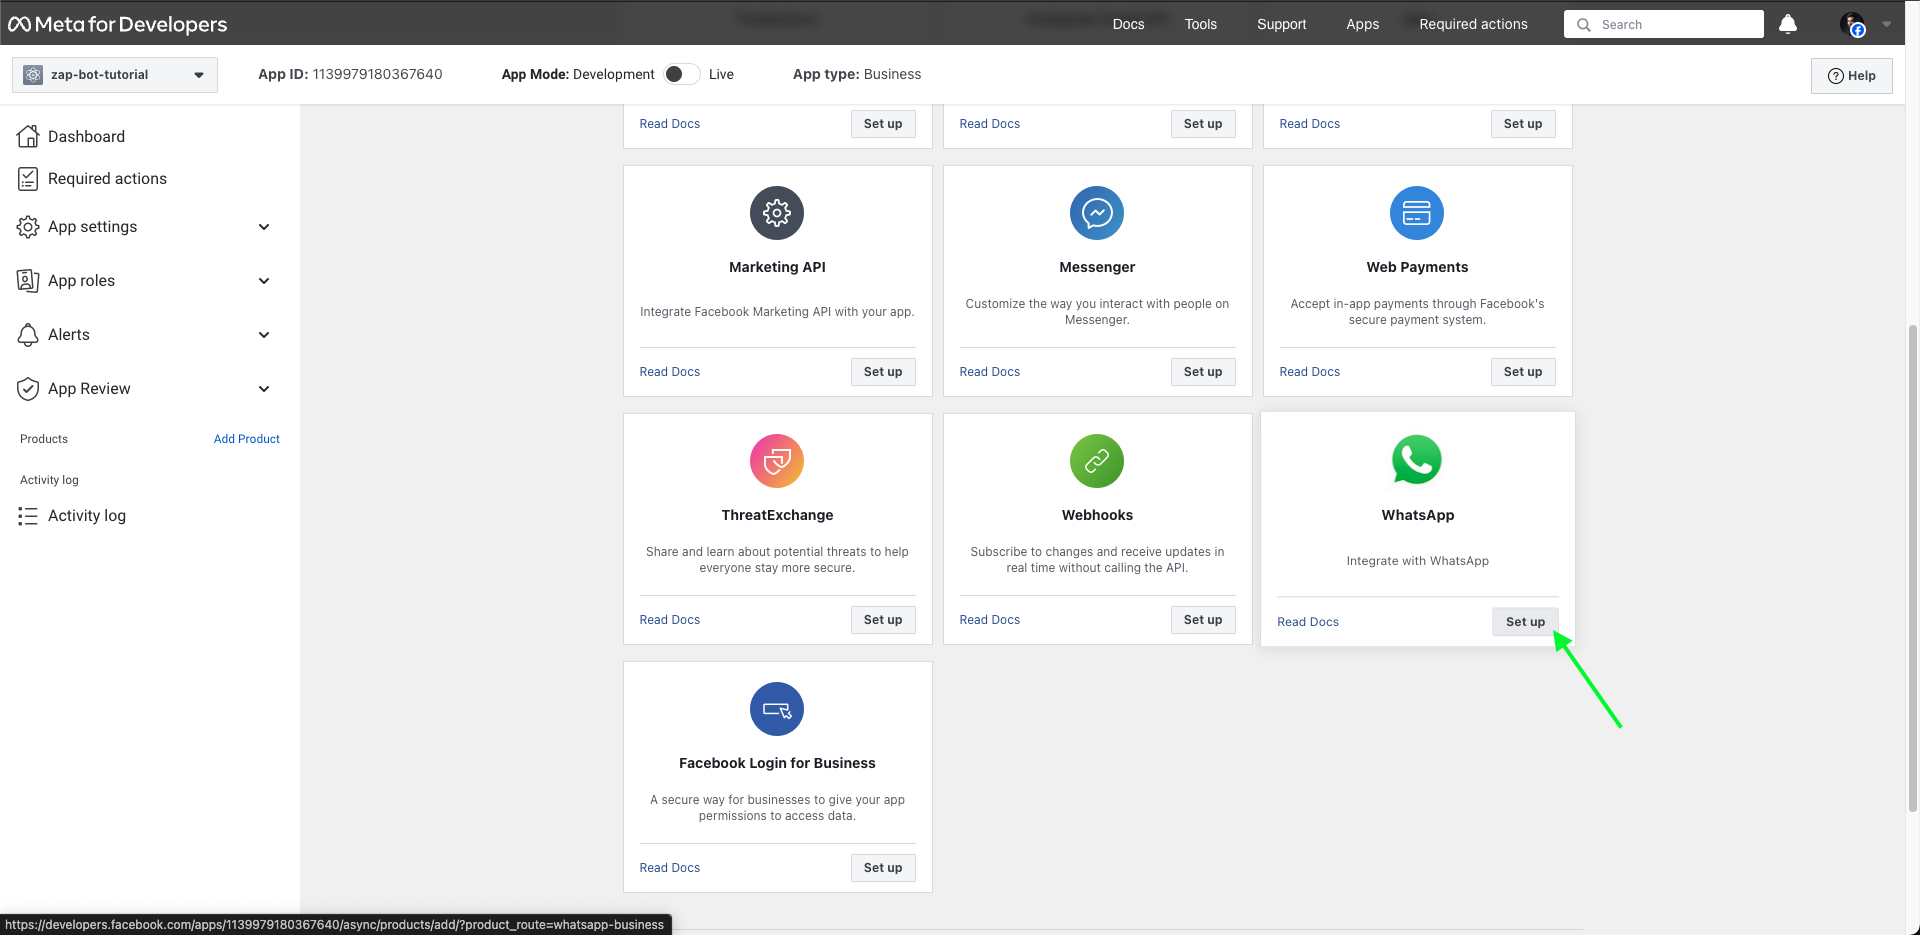 Meta for Developers
Docs
Tools
Support
Apps
Required actions
Search
zap-bot-tutorial
App ID: 1139979180367640
App Mode: Development
Live
App type: Business
Help
Dashboard
Required actions
App settings
App roles
Alerts
App Review
Products
Add Product
Activity log
Activity log
Read Docs
Set up
Read Docs
Set up
Read Docs
Set up
Marketing API
Integrate Facebook Marketing API with your app.
Read Docs
Set up
Messenger
Customize the way you interact with people on
Messenger.
Read Docs
Set up
Web Payments
Accept in-app payments through Facebook's
secure payment system.
Read Docs
Set up
ThreatExchange
Share and learn about potential threats to help
everyone stay more secure.
Read Docs
Set up
Webhooks
Subscribe to changes and receive updates in
real time without calling the API.
Read Docs
Set up
WhatsApp
Integrate with WhatsApp
Read Docs
Set up
Facebook Login for Business
A secure way for businesses to give your app
permissions to access data.
Read Docs
Set up
https://developers.facebook.com/apps/1139979180367640/async/products/add/?product_route=whatsapp-business